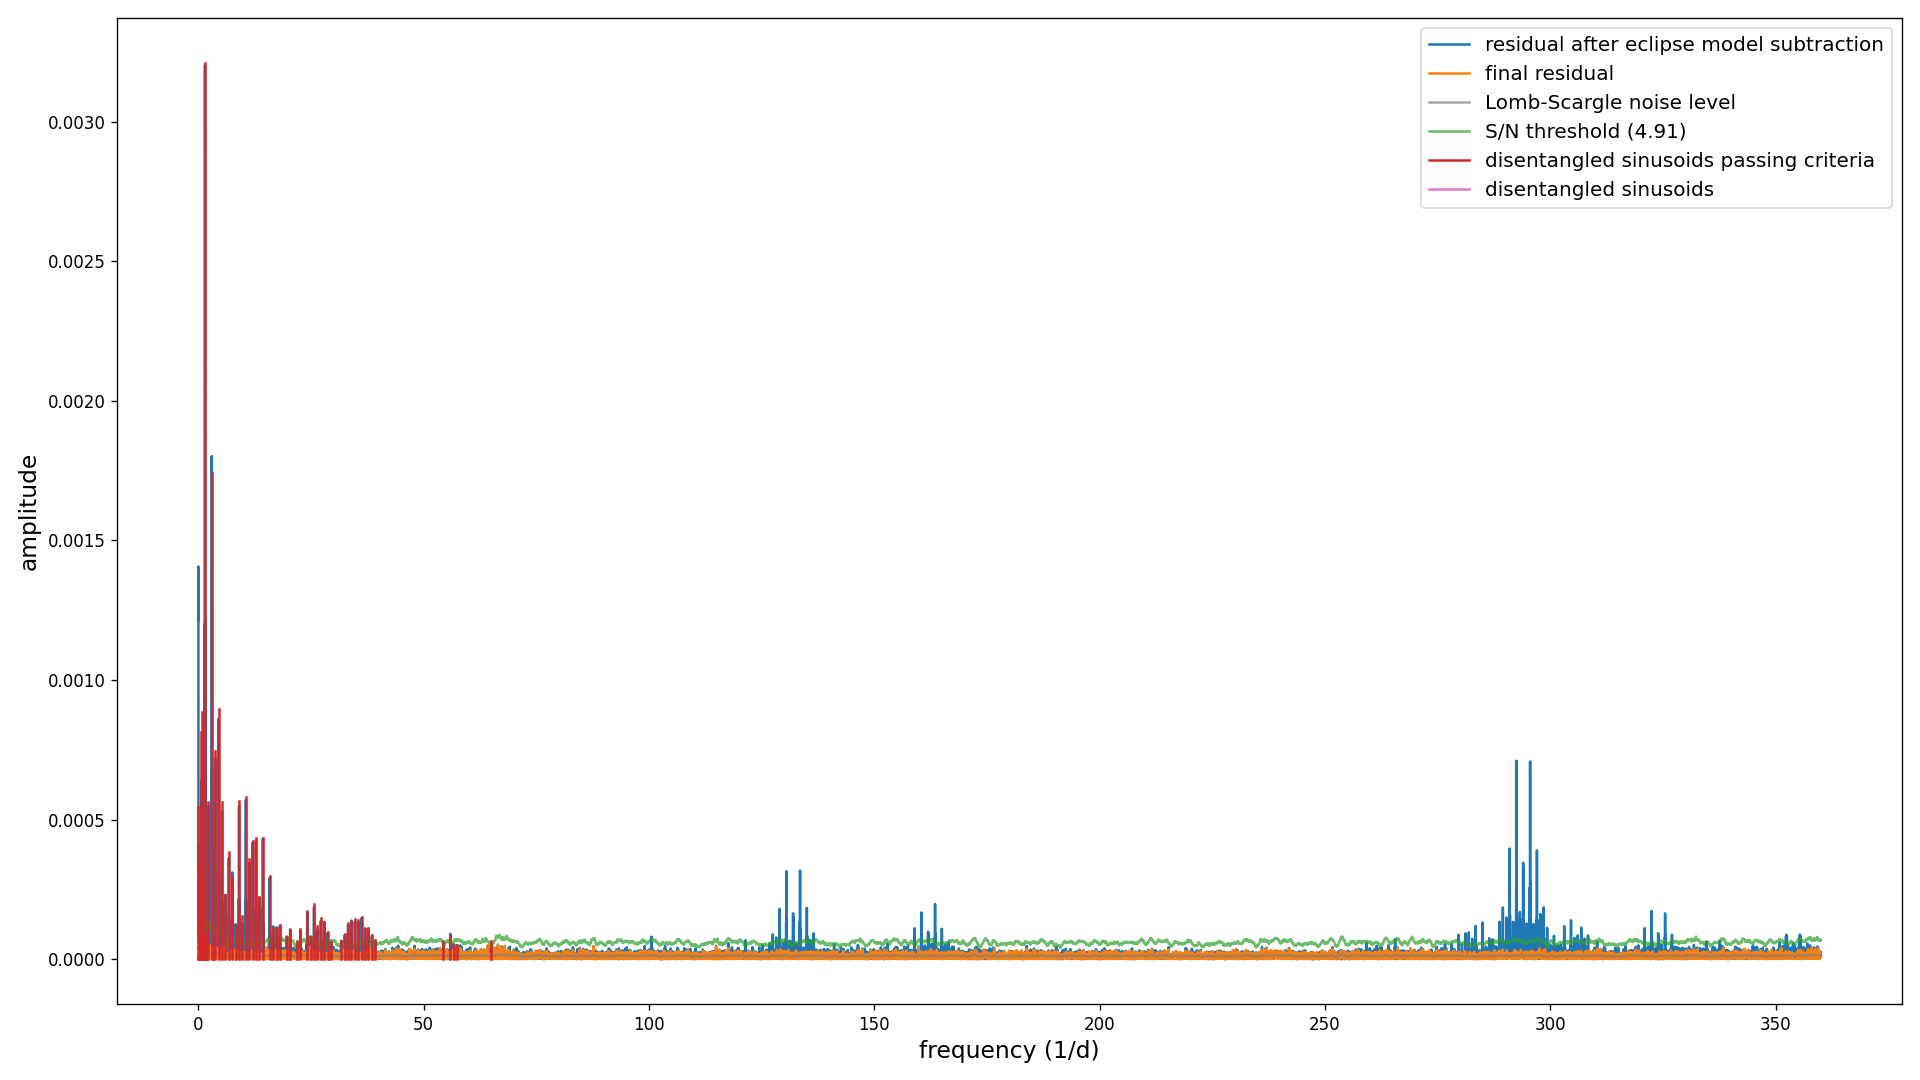 residual after eclipse model subtraction
final residual
Lomb-Scargle noise level
S/N threshold (4.91)
disentangled sinusoids passing criteria
disentangled sinusoids
0.0030
0.0025
0.0020
0.0015
0.0010
0.0005
0.0000
amplitude
0 50 100 150 200 250 300 350
frequency (1/d)